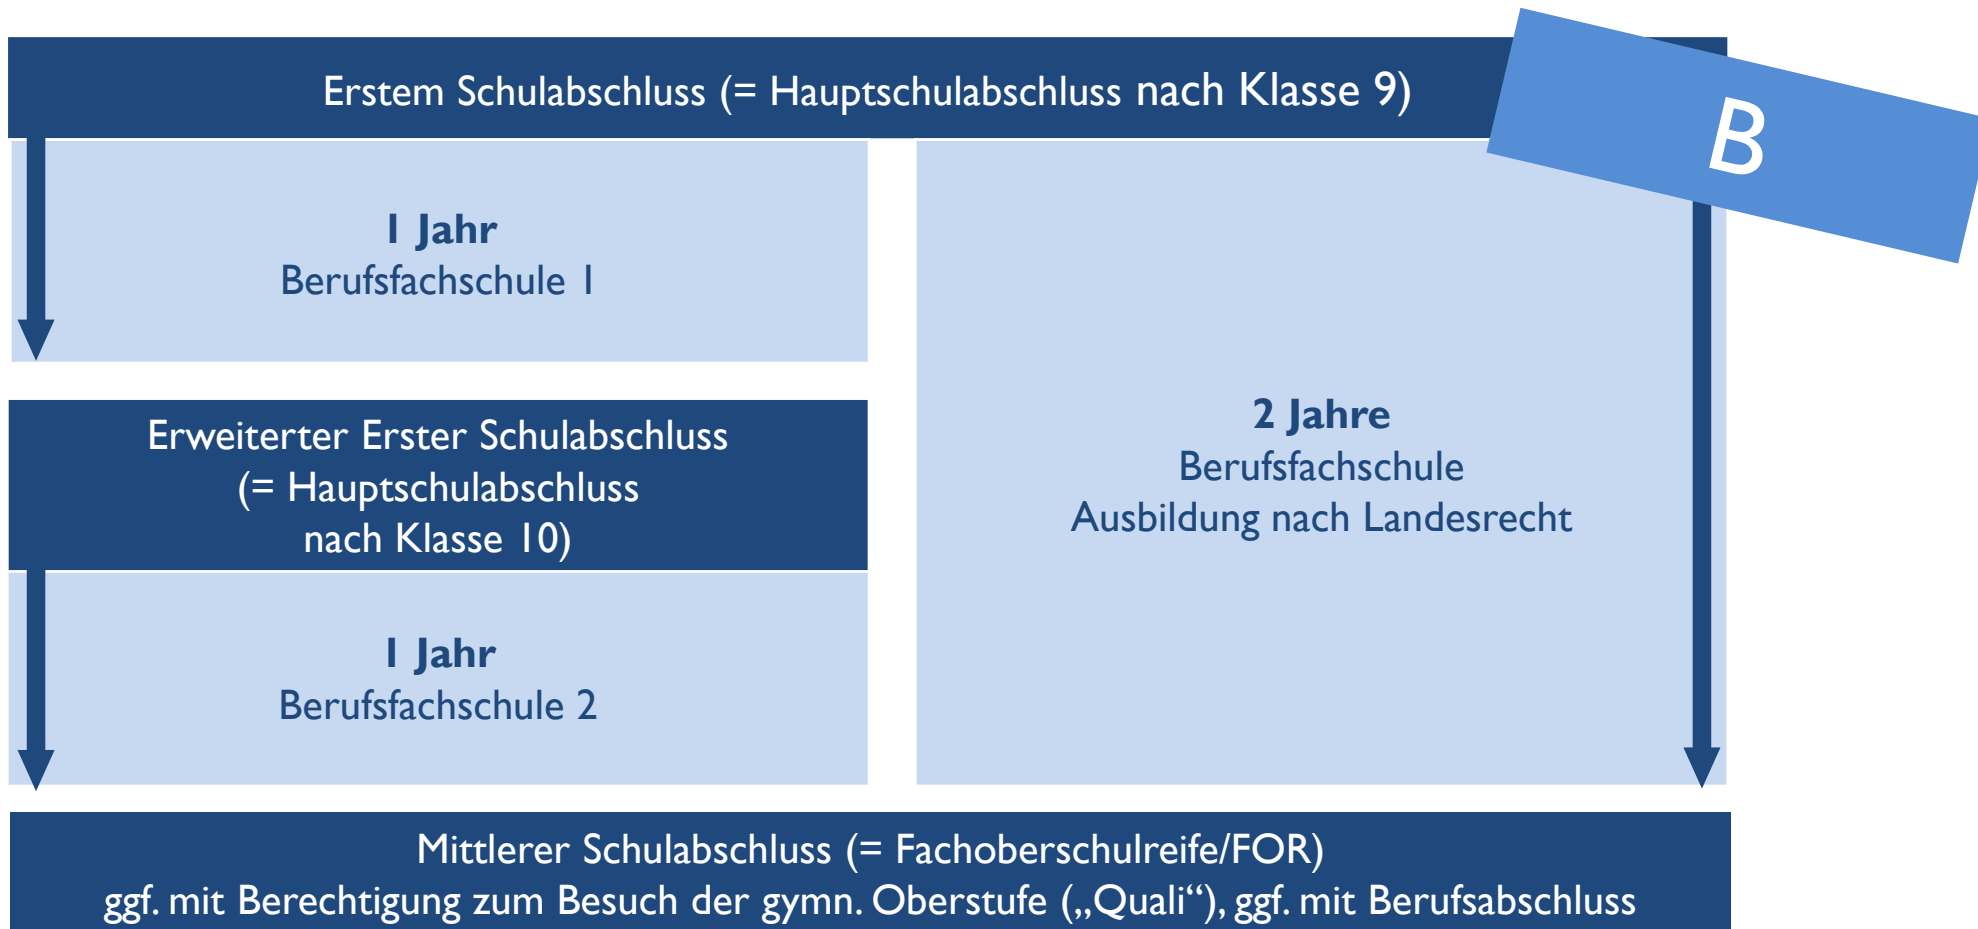 Erstem Schulabschluss (= Hauptschulabschluss nach Klasse 9)
B
1 Jahr
Berufsfachschule 1
Erweiterter Erster Schulabschluss
(= Hauptschulabschluss
nach Klasse 10)
1 Jahr
Berufsfachschule 2
2 Jahre
Berufsfachschule
Ausbildung nach Landesrecht
Mittlerer Schulabschluss (= Fachoberschulreife/FOR)
ggf. mit Berechtigung zum Besuch der gymn. Oberstufe („Quali“), ggf. mit Berufsabschluss